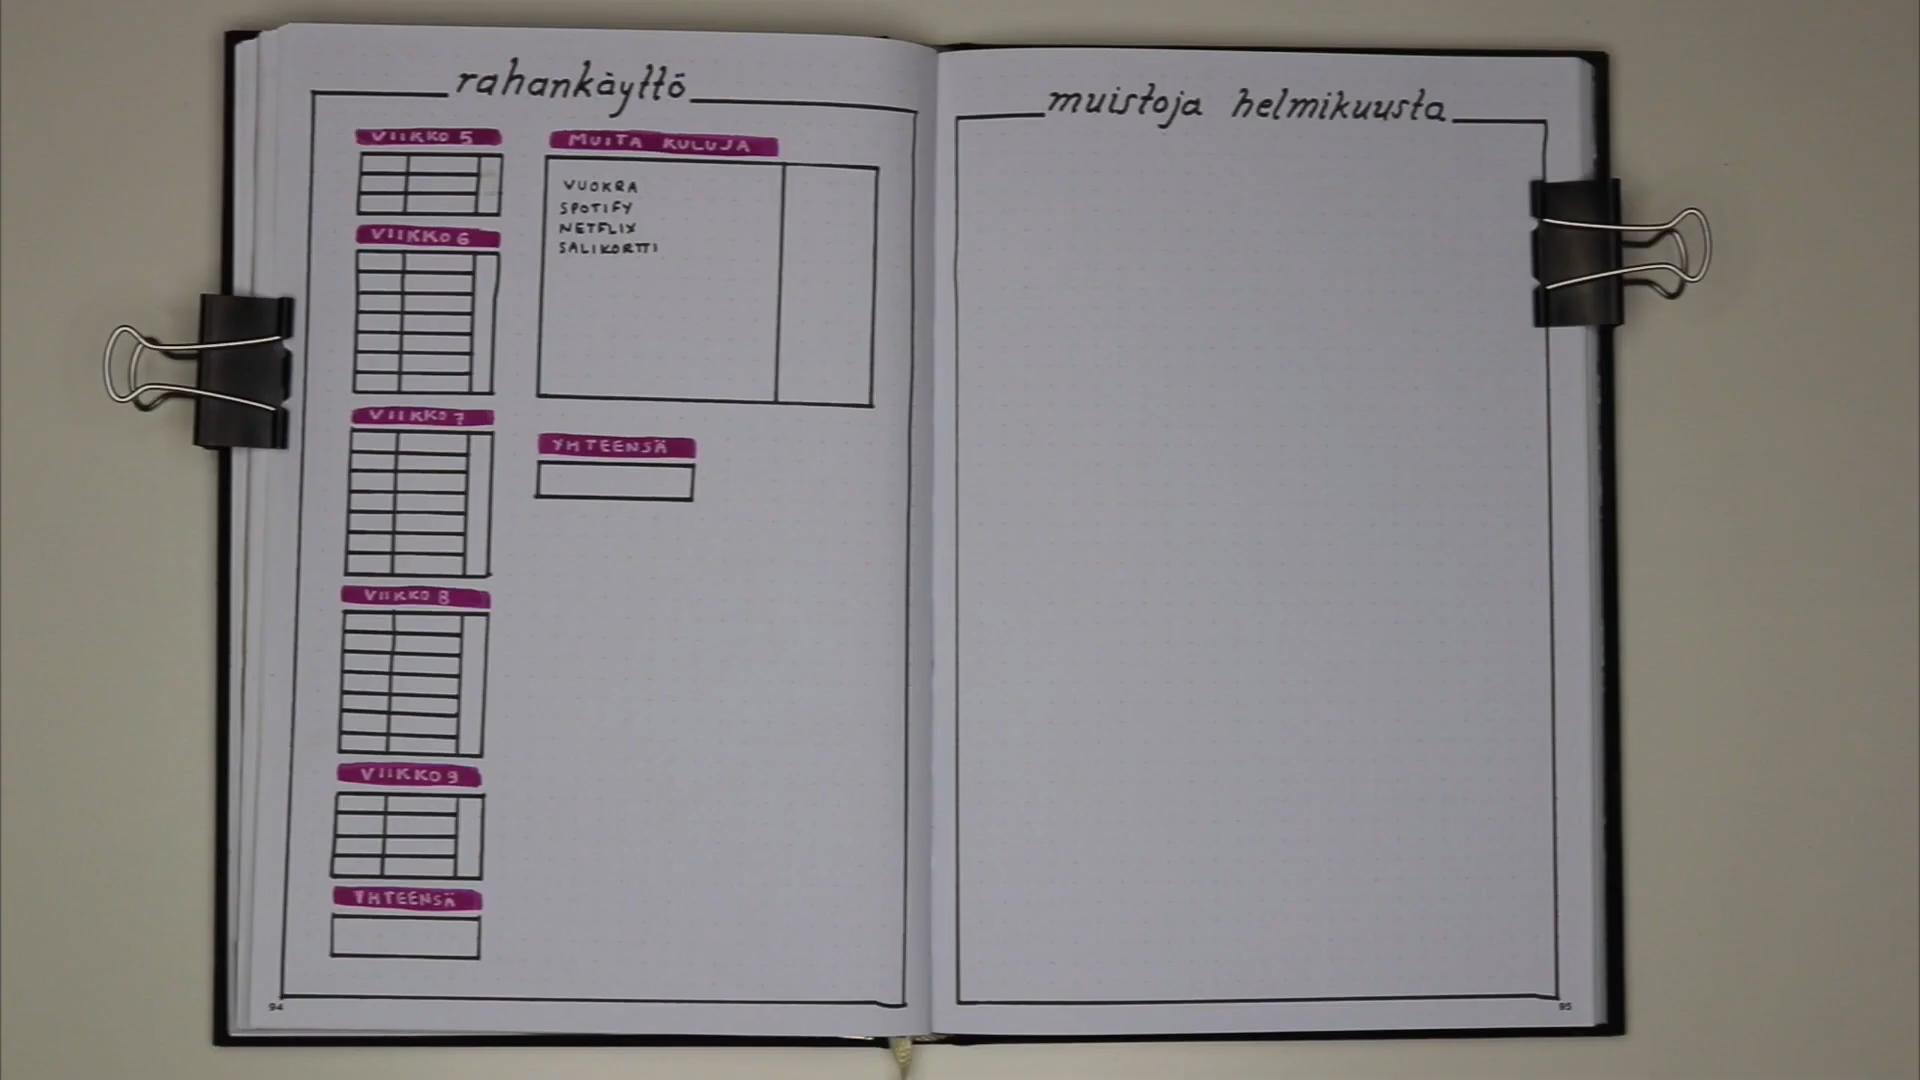 rahankäyttö
VIIKKO 5
VIIKKO 6
VIIKKO 7
VIIKKO 8
VIIKKO 9
YHTEENSÄ
MUITA KULUJA
VUOKRA
SPOTIFY
NETFLIX
SALIKORTTI
YHTEENSÄ
94
muistoja helmikuusta
95